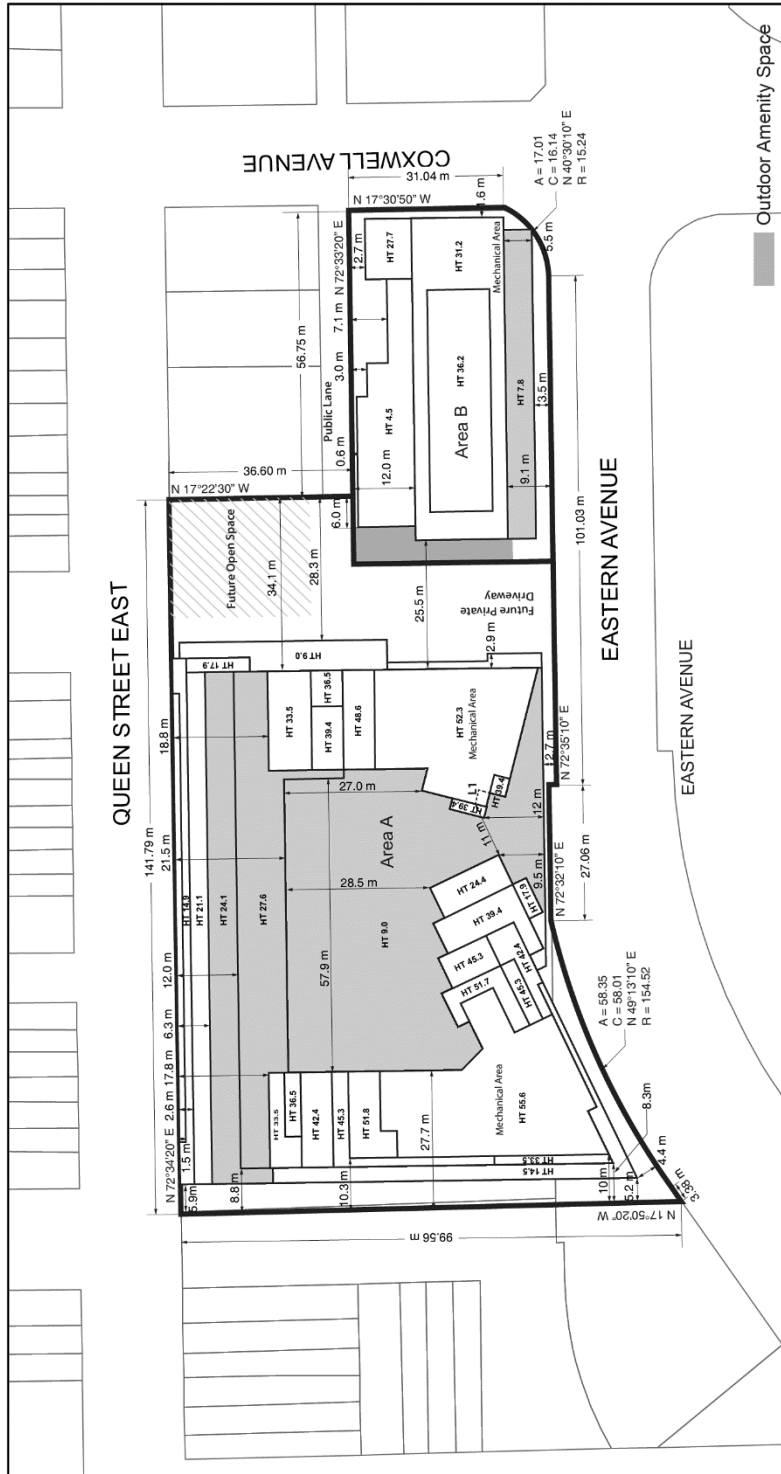 QUEEN STREET EAST
141.79 m
N 72°34'20" E
1.5 m
2.6 m
17.8 m
6.3 m
12.0 m
21.5 m
18.8 m
5.9m
8.8 m
10.3 m
99.56 m
N 17°50'20" W
HT 14.9
HT 21.1
HT 24.1
HT 27.6
HT 17.9
HT 9.0
HT 33.5
HT 36.5
HT 42.4
HT 45.3
HT 51.8
HT 33.5
HT 39.4
HT 36.5
HT 48.6
HT 52.3
Mechanical Area
L1
HT 39.4
HT 39.4
27.0 m
28.5 m
57.9 m
Area A
HT 9.0
11 m
12 m
9.5 m
HT 24.4
HT 39.4
HT 17.9
HT 45.3
HT 42.4
HT 51.7
HT 45.3
HT 55.6
Mechanical Area
27.7 m
HT 33.5
HT 14.5
10 m
5.2 m
8.3m
4.4 m
3.38 m
A = 58.35
C = 58.01
N 49°13'10" E
R = 154.52
N 72°32'10" E
27.06 m
2.7 m
N 72°35'10" E
Future Open Space
34.1 m
28.3 m
25.5 m
2.9 m
Future Private
Driveway
N 17°22'30" W
36.60 m
56.75 m
Public Lane
0.6 m
3.0 m
7.1 m
2.7 m
N 72°33'20" E
N 17°30'50" W
COXWELL AVENUE
31.04 m
1.6 m
6.0 m
12.0 m
HT 4.5
HT 27.7
HT 31.2
Mechanical Area
HT 36.2
Area B
HT 7.8
9.1 m
3.5 m
5.5 m
A = 17.01
C = 16.14
N 40°30'10" E
R = 15.24
101.03 m
EASTERN AVENUE
EASTERN AVENUE
Outdoor Amenity Space